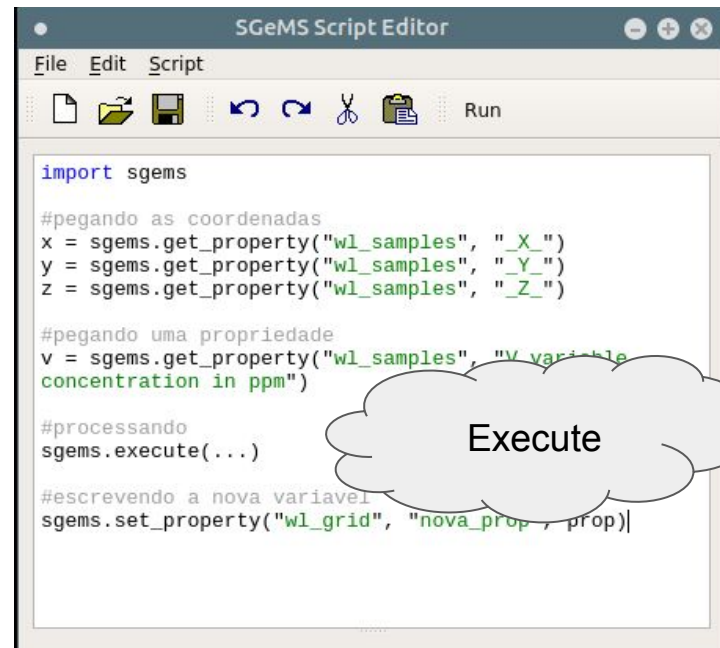 SGeMS Script Editor
File Edit Script
Run
import sgems
#pegando as coordenadas
x = sgems.get_property("wl_samples", "_X_")
y = sgems.get_property("wl_samples", "_Y_")
z = sgems.get_property("wl_samples", "_Z_")
#pegando uma propriedade
v = sgems.get_property("wl_samples", "V variable
concentration in ppm")
#processando
sgems.execute(...)
Execute
#escrevendo a nova variavel
sgems.set_property("wl_grid", "nova_prop", prop)